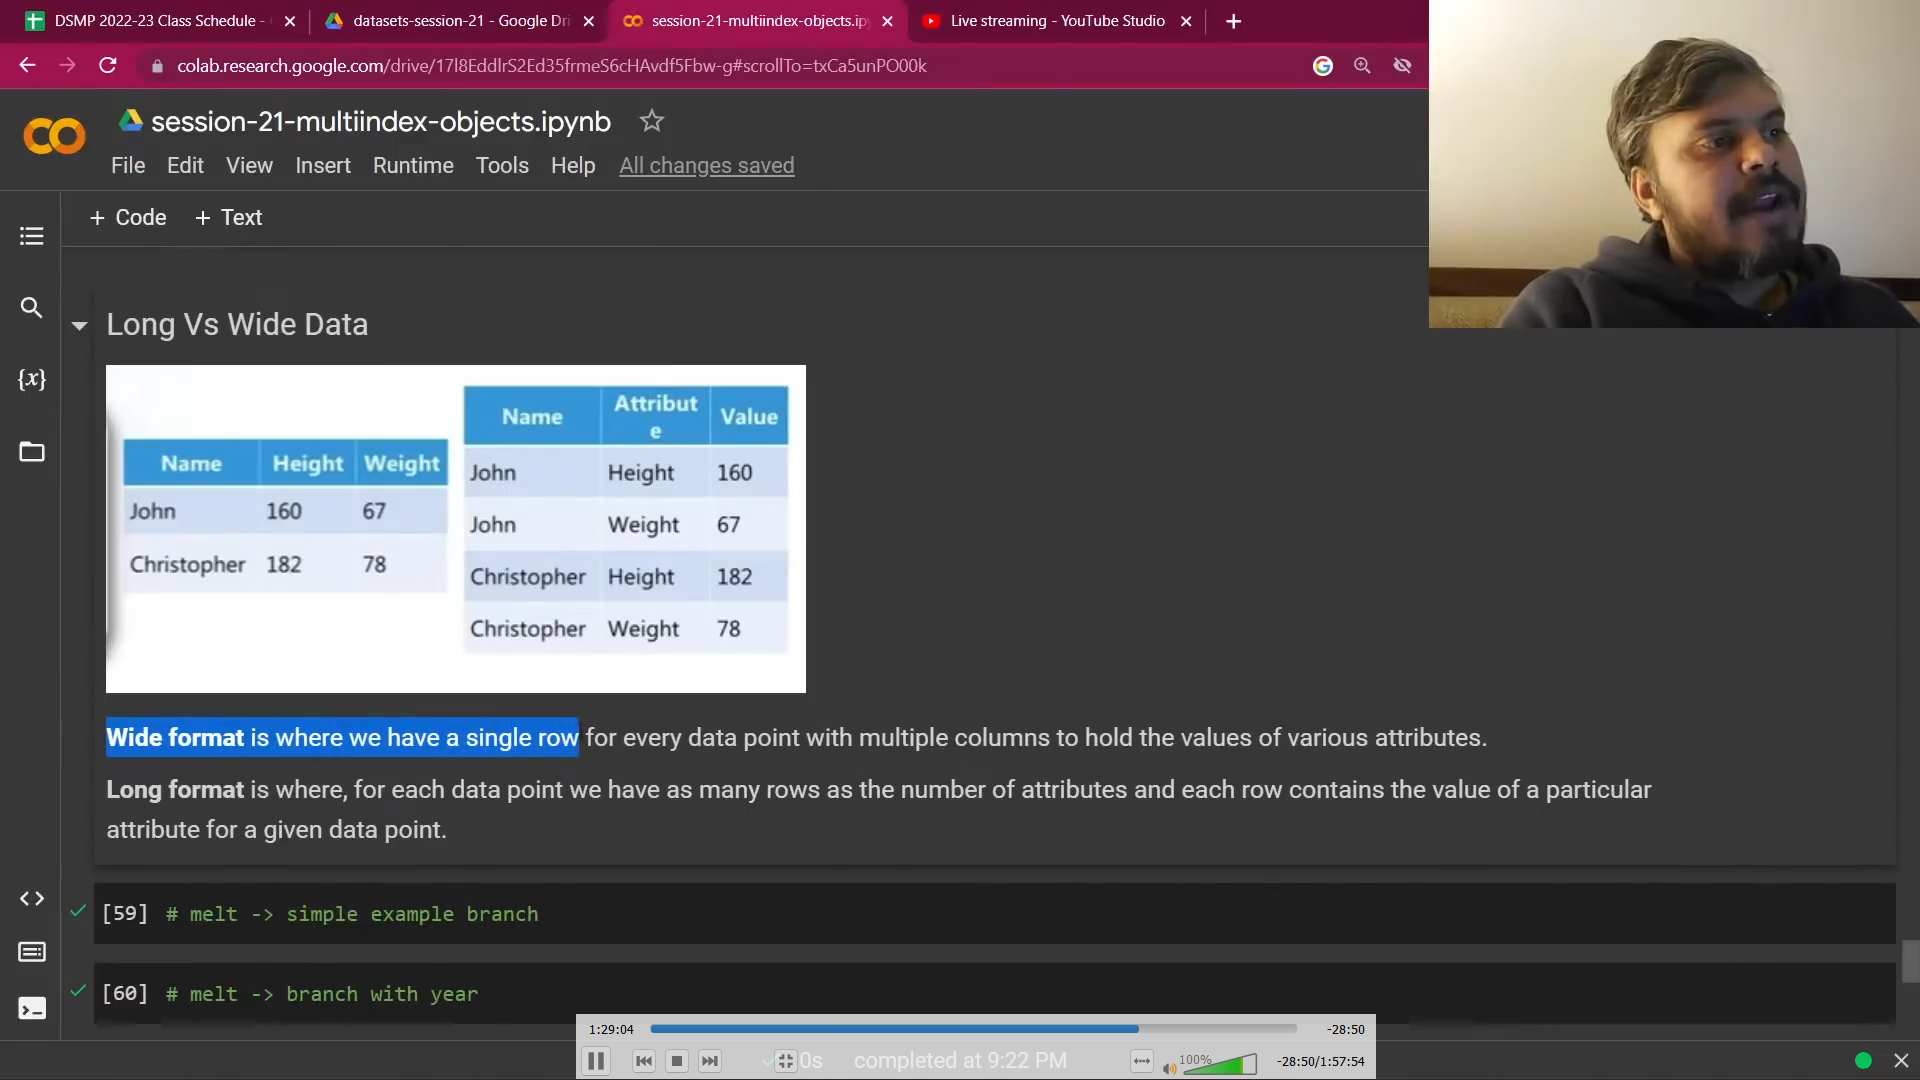 DSMP 2022-23 Class Schedule -
datasets-session-21 - Google Dri
session-21-multiindex-objects.ip
Live streaming - YouTube Studio
colab.research.google.com/drive/17l8EddlrS2Ed35frmeS6cHAvdf5Fbw-g#scrollTo=txCa5unPO00k
session-21-multiindex-objects.ipynb
File Edit View Insert Runtime Tools Help All changes saved
+ Code + Text
Long Vs Wide Data
Name Height Weight
John 160 67
Christopher 182 78
Name Attribut
e Value
John Height 160
John Weight 67
Christopher Height 182
Christopher Weight 78
Wide format is where we have a single row for every data point with multiple columns to hold the values of various attributes.
Long format is where, for each data point we have as many rows as the number of attributes and each row contains the value of a particular
attribute for a given data point.
[59] # melt -> simple example branch
[60] # melt -> branch with year
1:29:04 -28:50
0s completed at 9:22 PM 100% -28:50/1:57:54